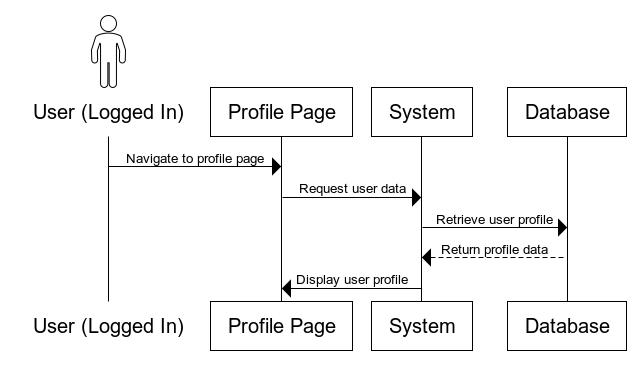 User (Logged In)
Profile Page
System
Database
Navigate to profile page
Request user data
Retrieve user profile
Return profile data
Display user profile
User (Logged In)
Profile Page
System
Database